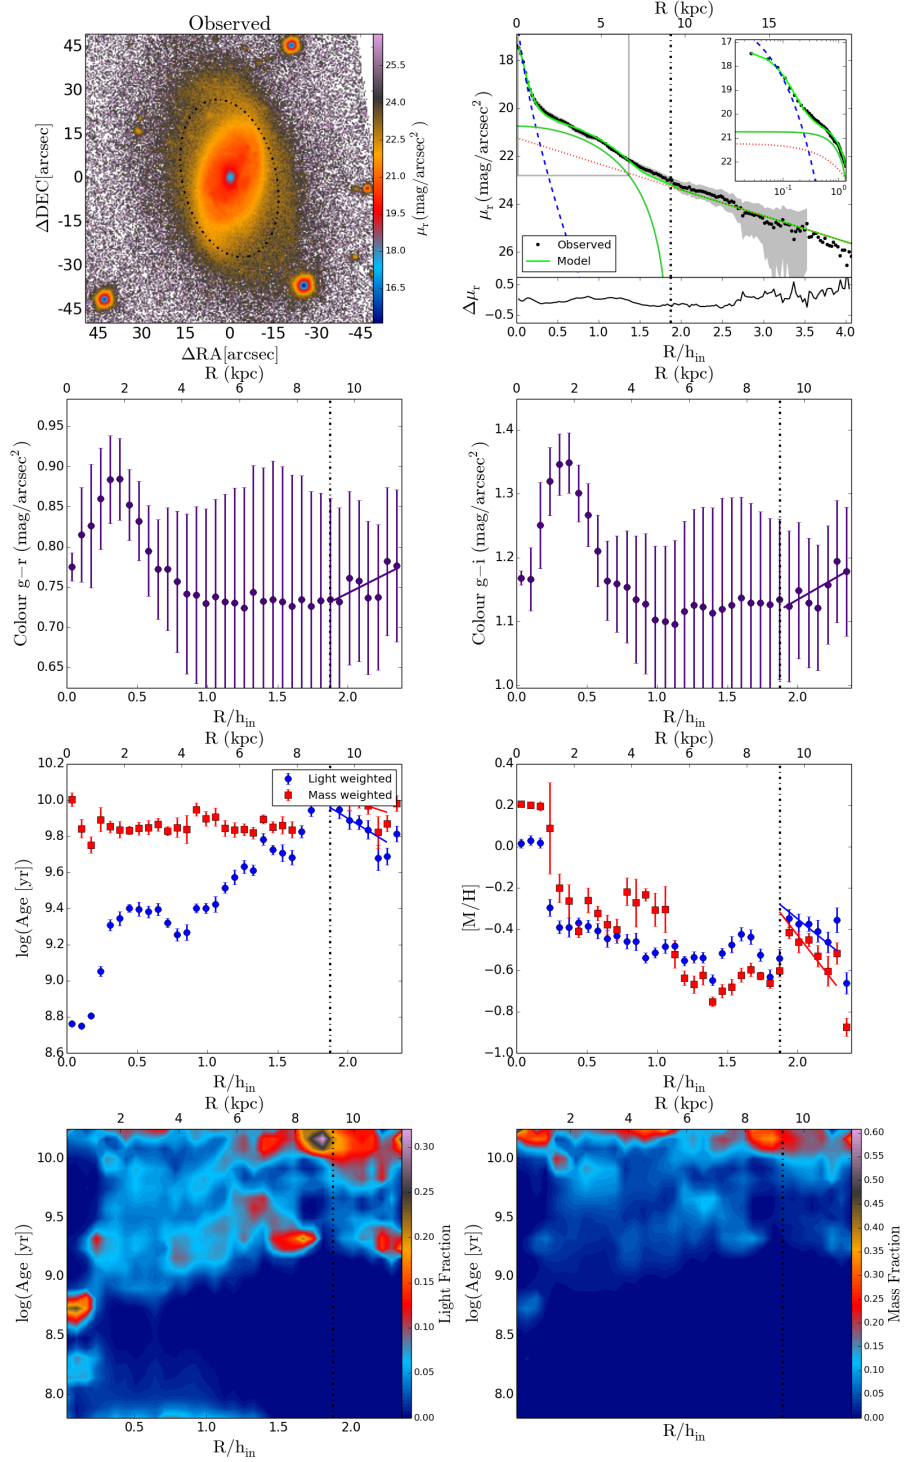 Observed
45
30
15
0
-15
-30
-45
45 30 15 0 -15 -30 -45
ΔRA[arcsec]
ΔDEC[arcsec]
25.5
24.0
22.5
21.0
19.5
18.0
16.5
μr(mag/arcsec²)
R (kpc)
0 5 10 15
18
20
22
24
26
μr(mag/arcsec²)
17
18
19
20
21
22
10⁻¹ 10⁰
Observed
Model
0.5
−0.5
Δμr
0.0 0.5 1.0 1.5 2.0 2.5 3.0 3.5 4.0
R/hin
R (kpc)
0 2 4 6 8 10
0.95
0.90
0.85
0.80
0.75
0.70
0.65
Colour g−r (mag/arcsec²)
0.0 0.5 1.0 1.5 2.0
R/hin
R (kpc)
0 2 4 6 8 10
1.4
1.3
1.2
1.1
1.0
Colour g−i (mag/arcsec²)
0.0 0.5 1.0 1.5 2.0
R/hin
R (kpc)
0 2 4 6 8 10
10.2
10.0
9.8
9.6
9.4
9.2
9.0
8.8
8.6
log(Age [yr])
Light weighted
Mass weighted
0.0 0.5 1.0 1.5 2.0
R/hin
R (kpc)
0 2 4 6 8 10
0.4
0.2
0.0
−0.2
−0.4
−0.6
−0.8
−1.0
[M/H]
0.0 0.5 1.0 1.5 2.0
R/hin
R (kpc)
2 4 6 8 10
10.0
9.5
9.0
8.5
8.0
log(Age [yr])
0.5 1.0 1.5 2.0
R/hin
0.30
0.25
0.20
0.15
0.10
0.05
0.00
Light Fraction
R (kpc)
2 4 6 8 10
10.0
9.5
9.0
8.5
8.0
log(Age [yr])
R/hin
0.60
0.55
0.50
0.45
0.40
0.35
0.30
0.25
0.20
0.15
0.10
0.05
0.00
Mass Fraction